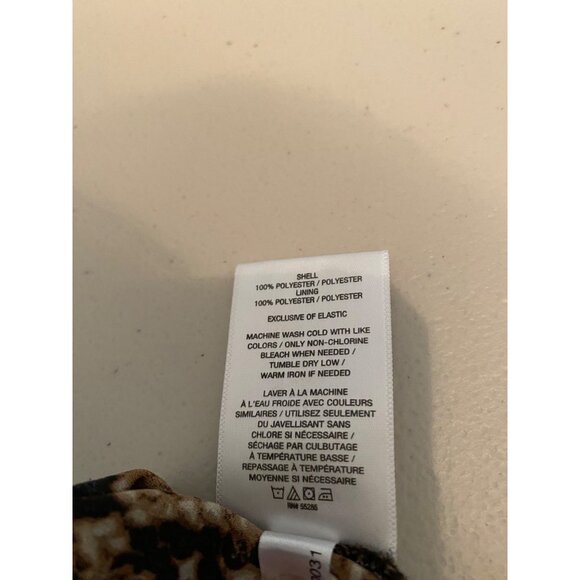 SHELL
100% POLYESTER / POLYESTER
LINING
100% POLYESTER / POLYESTER
EXCLUSIVE OF ELASTIC
MACHINE WASH COLD WITH LIKE
COLORS / ONLY NON-CHLORINE
BLEACH WHEN NEEDED /
TUMBLE DRY LOW /
WARM IRON IF NEEDED
LAVER À LA MACHINE
À L'EAU FROIDE AVEC COULEURS
SIMILAIRES / UTILISEZ SEULEMENT
DU JAVELLISANT SANS
CHLORE SI NÉCESSAIRE /
SÉCHAGE PAR CULBUTAGE
À TEMPÉRATURE BASSE /
REPASSAGE À TEMPÉRATURE
MOYENNE SI NÉCESSAIRE
RN# 55285